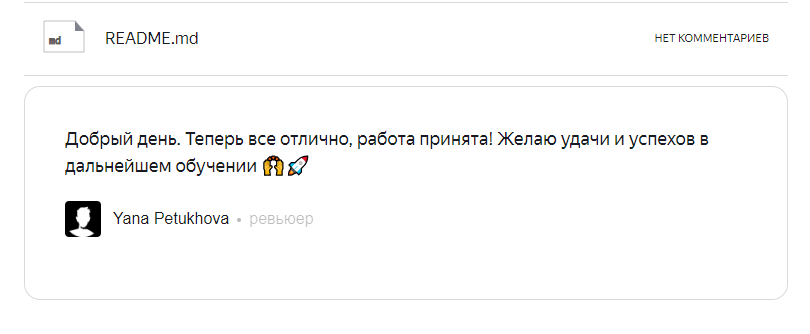 md README.md НЕТ КОММЕНТАРИЕВ
Добрый день. Теперь все отлично, работа принята! Желаю удачи и успехов в
дальнейшем обучении 🙌🚀
Yana Petukhova • ревьюер